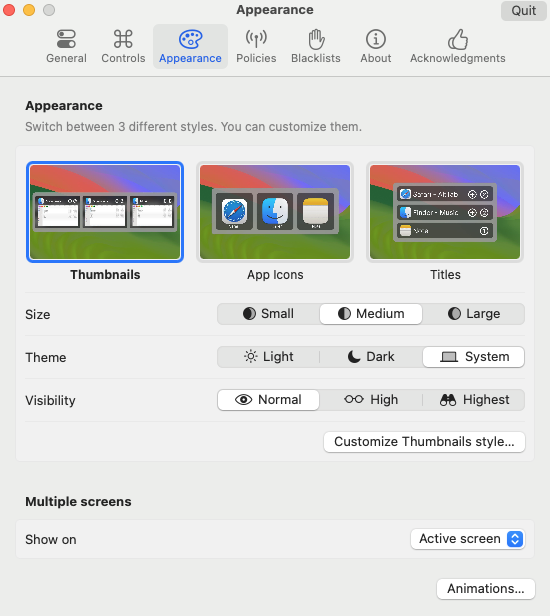 Appearance
Quit
General
Controls
Appearance
Policies
Blacklists
About
Acknowledgments
Appearance
Switch between 3 different styles. You can customize them.
Finder - Music
Thumbnails
App Icons
Titles
Size
Small
Medium
Large
Theme
Light
Dark
System
Visibility
Normal
High
Highest
Customize Thumbnails style...
Multiple screens
Show on
Active screen
Animations...